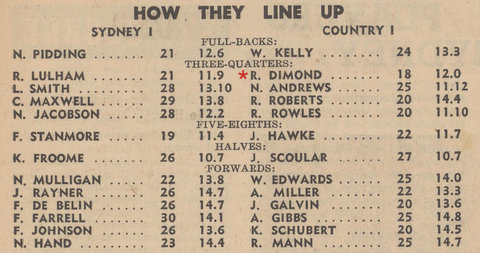 HOW THEY LINE UP
SYDNEY I COUNTRY I
FULL-BACKS:
N. PIDDING ..... 21 12.6 W. KELLY ........ 24 13.3
THREE-QUARTERS:
R. LULHAM ...... 21 11.9 *R. DIMOND ....... 18 12.0
L. SMITH ........ 28 13.10 N. ANDREWS ..... 25 11.12
C. MAXWELL .... 29 13.8 R. ROBERTS ...... 20 14.4
N. JACOBSON .... 28 12.2 R. ROWLES ...... 20 11.10
FIVE-EIGHTHS:
F. STANMORE .... 19 11.4 J. HAWKE ........ 22 11.7
HALVES:
K. FROOME ...... 26 10.7 J. SCOULAR ...... 27 10.7
FORWARDS:
N. MULLIGAN .... 22 13.8 W. EDWARDS ..... 25 14.0
J. RAYNER ....... 26 14.7 A. MILLER ....... 22 13.3
F. DE BELIN ..... 26 14.7 J. GALVIN ....... 20 13.6
F. FARRELL ...... 30 14.1 A. GIBBS ........ 25 14.8
F. JOHNSON ..... 26 13.6 K. SCHUBERT .... 20 14.5
N. HAND ........ 23 14.4 R. MANN ........ 25 14.7